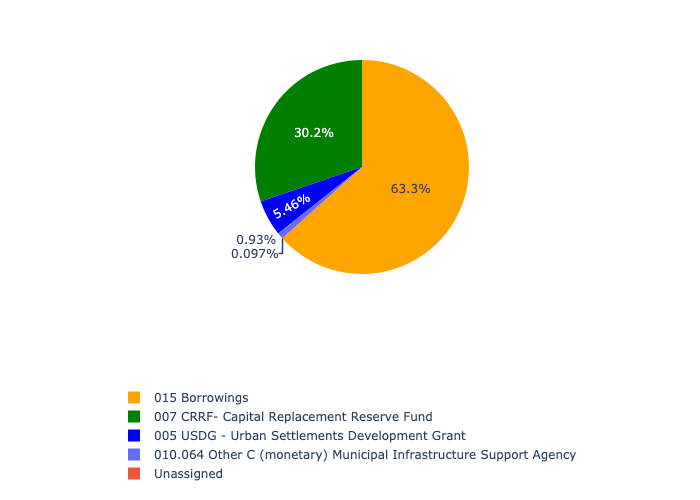 30.2%
63.3%
5.46%
0.93%
0.097%
015 Borrowings
007 CRRF- Capital Replacement Reserve Fund
005 USDG - Urban Settlements Development Grant
010.064 Other C (monetary) Municipal Infrastructure Support Agency
Unassigned